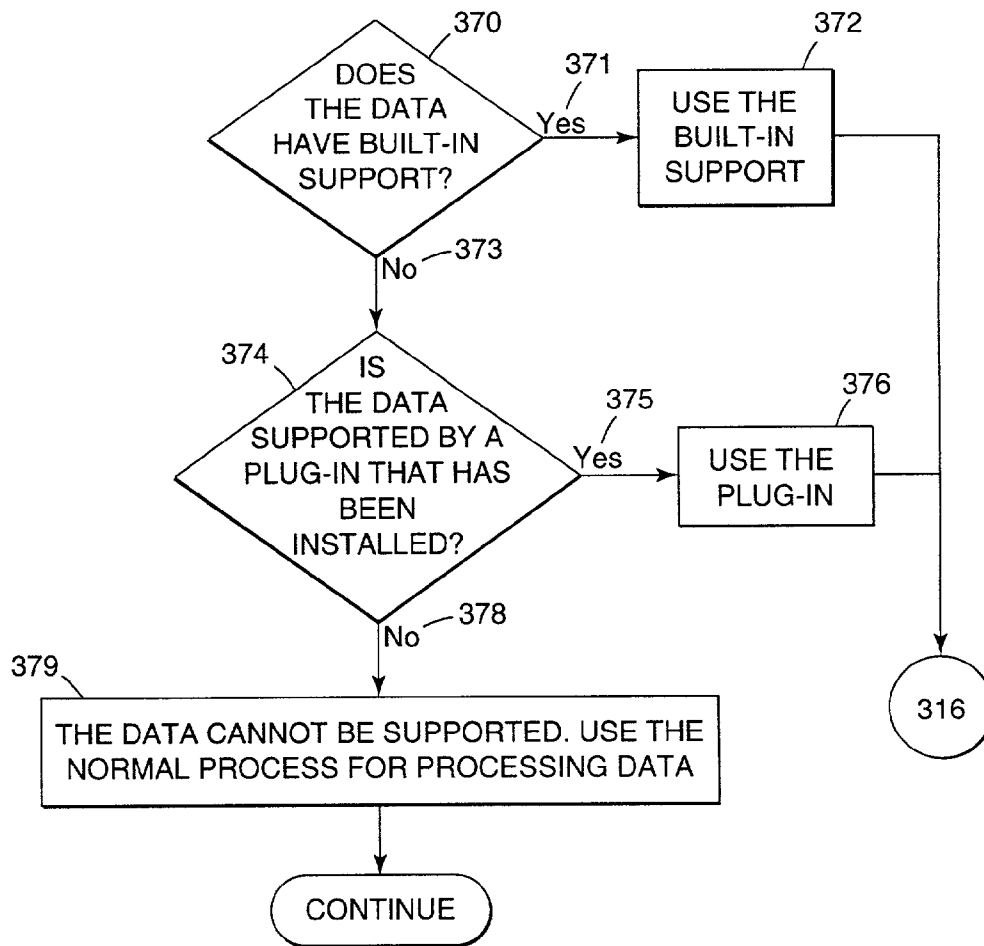 370
DOES
THE DATA
HAVE BUILT-IN
SUPPORT?
371
Yes
372
USE THE
BUILT-IN
SUPPORT
No
373
374
IS
THE DATA
SUPPORTED BY A
PLUG-IN THAT HAS
BEEN
INSTALLED?
375
Yes
376
USE THE
PLUG-IN
No
378
379
THE DATA CANNOT BE SUPPORTED. USE THE
NORMAL PROCESS FOR PROCESSING DATA
316
CONTINUE